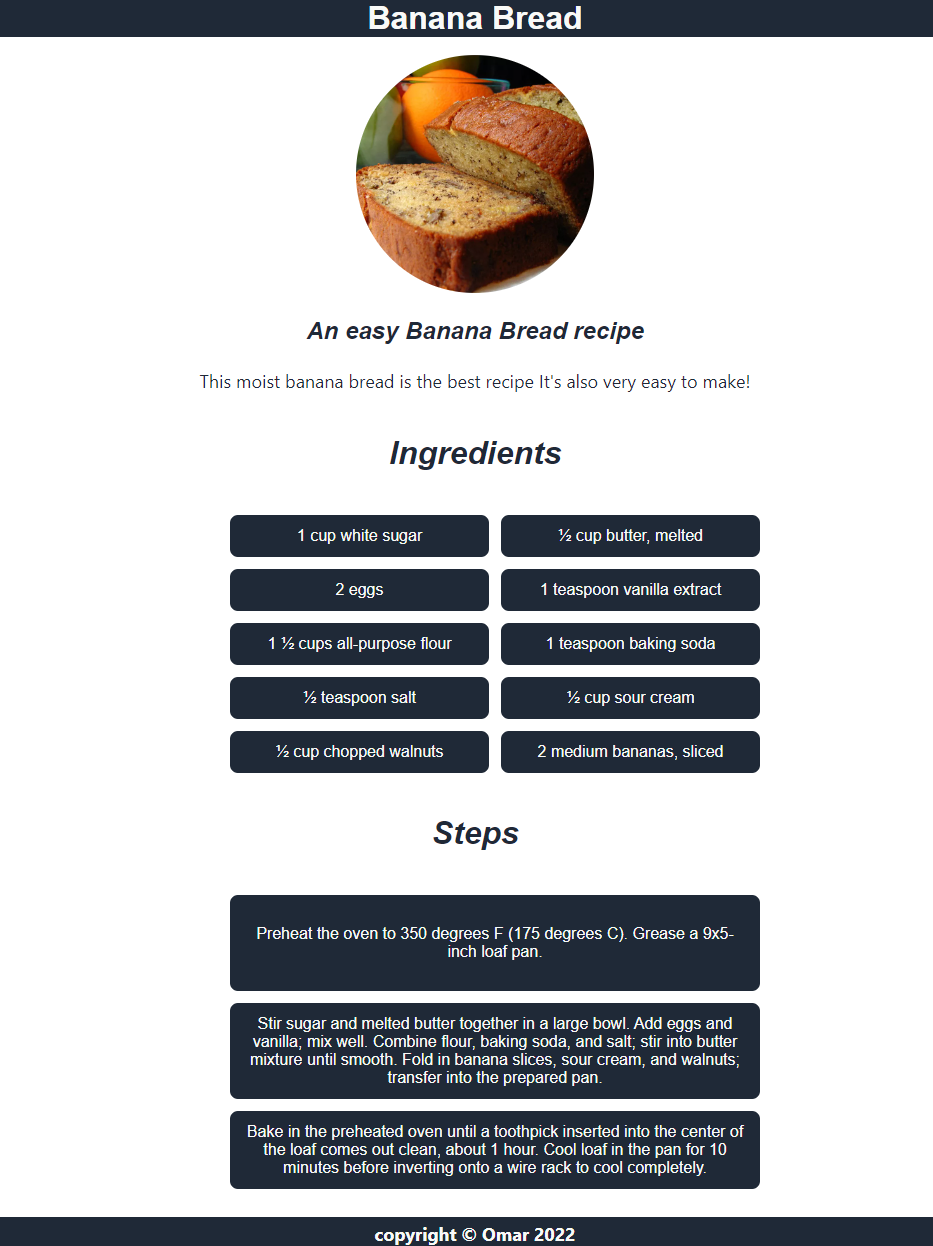 Banana Bread
An easy Banana Bread recipe
This moist banana bread is the best recipe It's also very easy to make!
Ingredients
1 cup white sugar
½ cup butter, melted
2 eggs
1 teaspoon vanilla extract
1 ½ cups all-purpose flour
1 teaspoon baking soda
½ teaspoon salt
½ cup sour cream
½ cup chopped walnuts
2 medium bananas, sliced
Steps
Preheat the oven to 350 degrees F (175 degrees C). Grease a 9x5-
inch loaf pan.
Stir sugar and melted butter together in a large bowl. Add eggs and
vanilla; mix well. Combine flour, baking soda, and salt; stir into butter
mixture until smooth. Fold in banana slices, sour cream, and walnuts;
transfer into the prepared pan.
Bake in the preheated oven until a toothpick inserted into the center of
the loaf comes out clean, about 1 hour. Cool loaf in the pan for 10
minutes before inverting onto a wire rack to cool completely.
copyright © Omar 2022